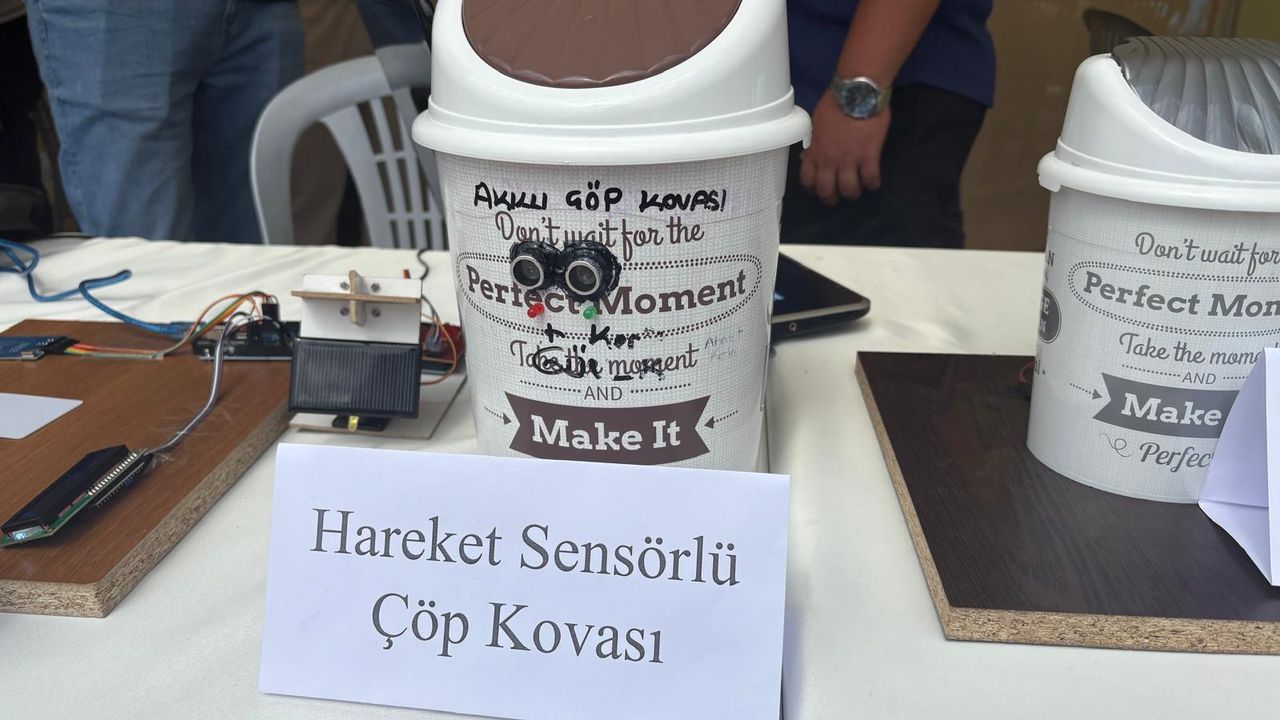 AKILLI GÖP KOVASI
Don't wait for the
Perfect Moment
Take the moment
AND
Make It
Hareket Sensörlü
Çöp Kovası
Don't wait for
Perfect Mom
Take the mome
AND
Make
Perfec